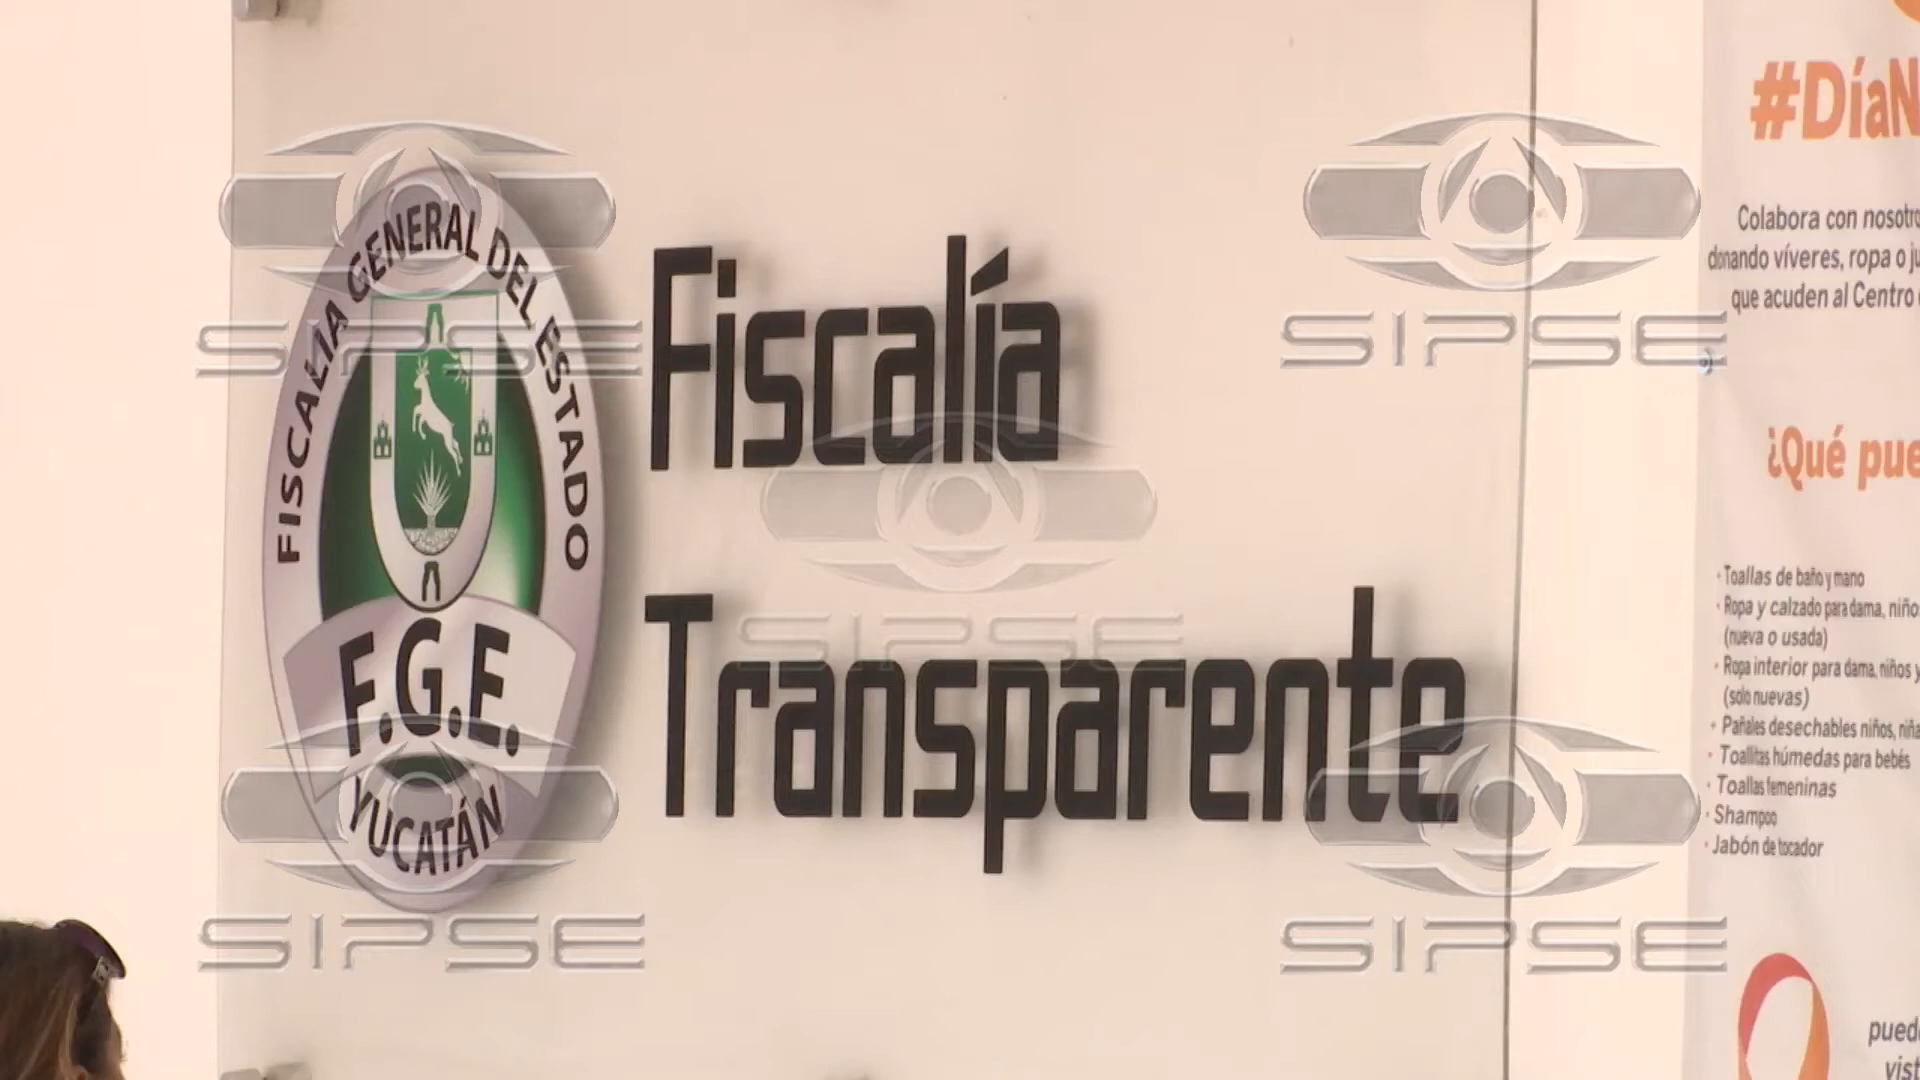 FISCALÍA GENERAL DEL ESTADO
F.G.E.
YUCATÁN
Fiscalía
Transparente
SIPSE
SIPSE
SIPSE
SIPSE
SIPSE
#DíaN
Colabora con nosotro
donando víveres, ropa o ju
que acuden al Centro
¿Qué pue
· Toallas de baño y mano
· Ropa y calzado para dama, niño
(nueva o usada)
· Ropa interior para dama, niños y
(solo nuevas)
· Pañales desechables niños, niña
· Toallitas húmedas para bebés
· Toallas femeninas
· Shampoo
· Jabón de tocador
pued
vist